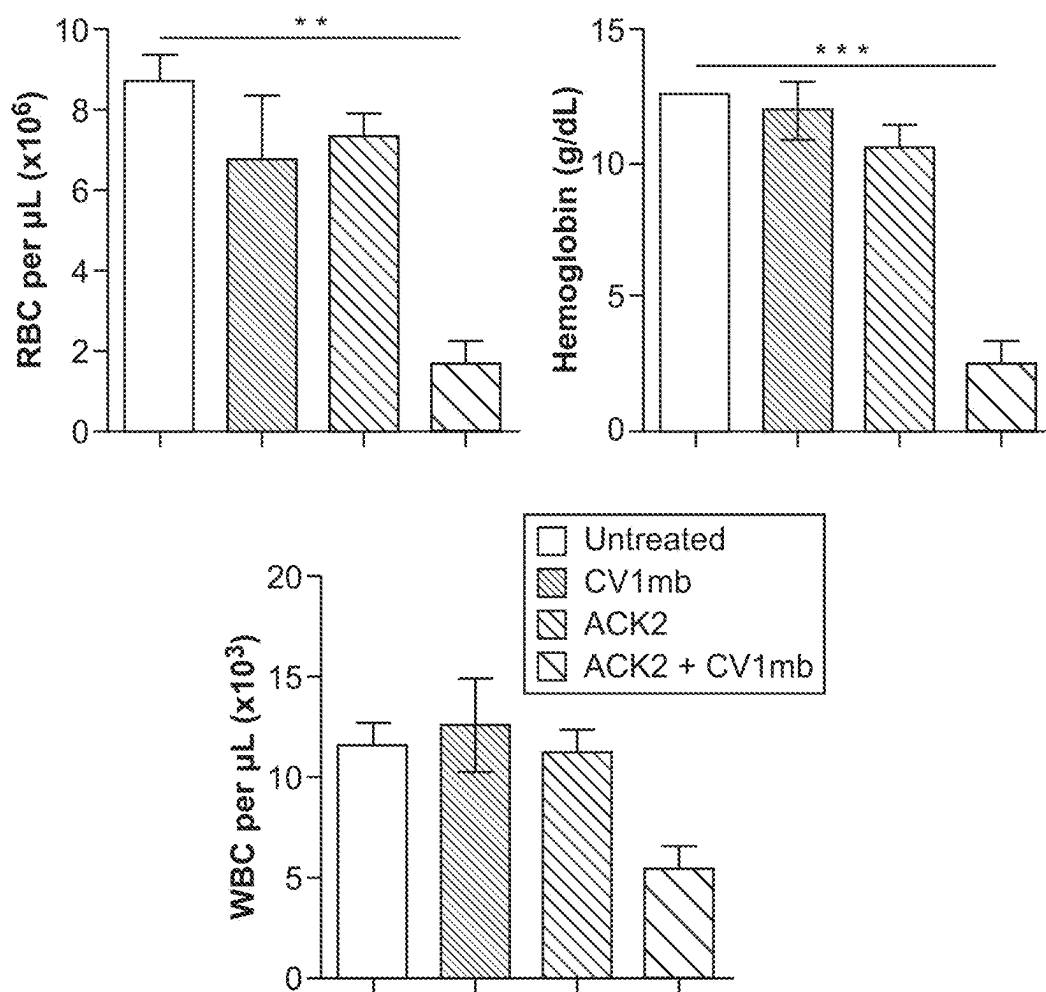 RBC per µL (x10⁶)
10
8
6
4
2
0
* *
Hemoglobin (g/dL)
15
10
5
0
* * *
WBC per µL (x10³)
20
15
10
5
0
Untreated
CV1mb
ACK2
ACK2 + CV1mb